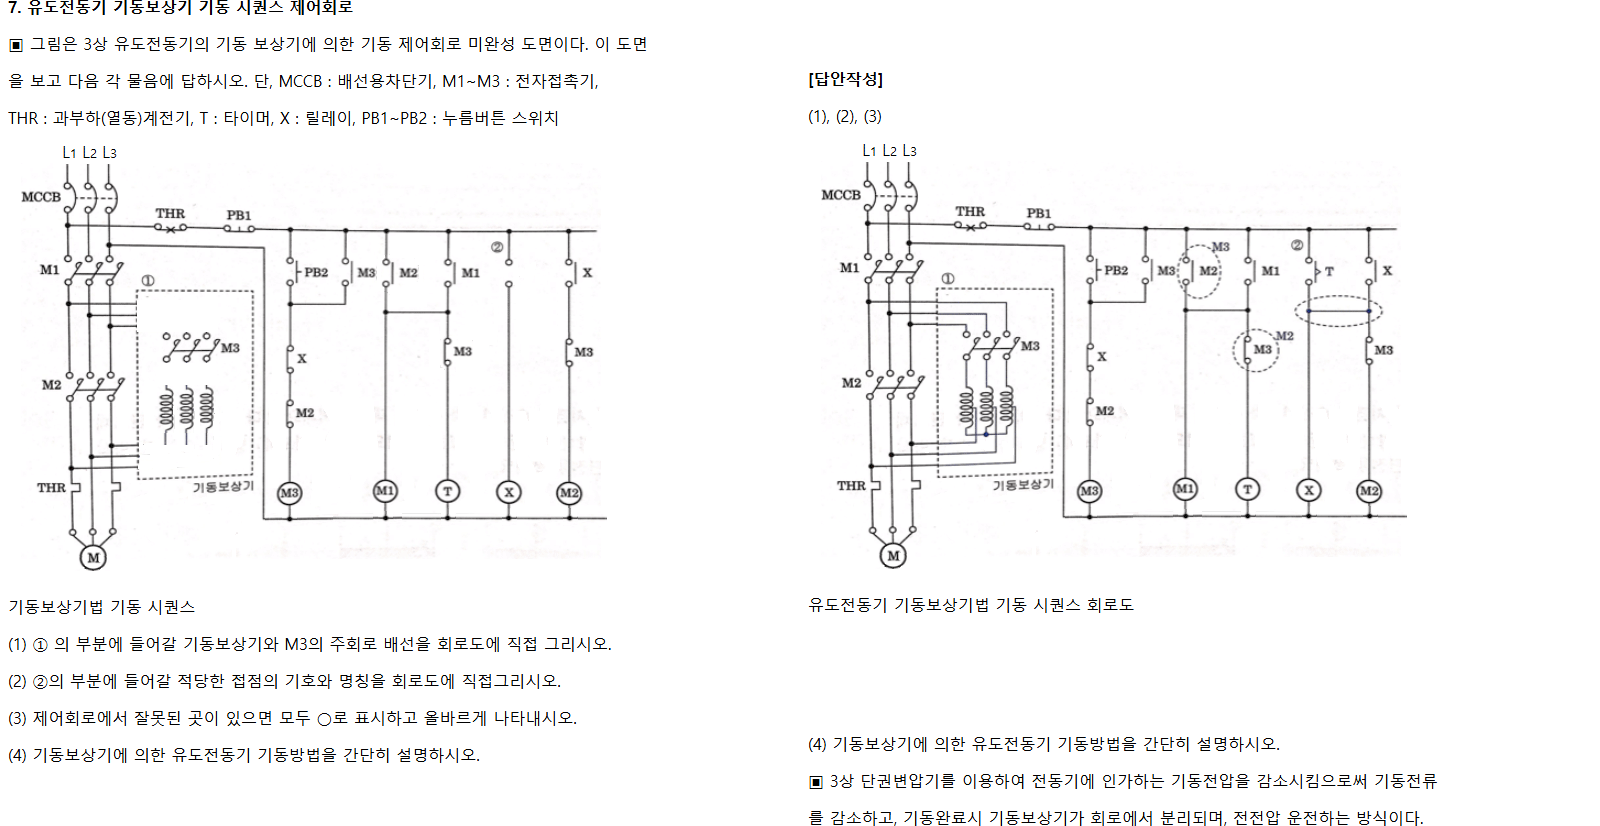 7. 유도전동기 기동보상기 기동 시퀀스 제어회로
▣ 그림은 3상 유도전동기의 기동 보상기에 의한 기동 제어회로 미완성 도면이다. 이 도면
을 보고 다음 각 물음에 답하시오. 단, MCCB : 배선용차단기, M1~M3 : 전자접촉기,
THR : 과부하(열동)계전기, T : 타이머, X : 릴레이, PB1~PB2 : 누름버튼 스위치
L1 L2 L3
MCCB
THR PB1
②
M1
①
PB2 M3 M2 M1 X
M3
M3 M3
X
M2
M2
THR
기동보상기
M3 M1 T X M2
M
기동보상기법 기동 시퀀스
(1) ① 의 부분에 들어갈 기동보상기와 M3의 주회로 배선을 회로도에 직접 그리시오.
(2) ②의 부분에 들어갈 적당한 접점의 기호와 명칭을 회로도에 직접그리시오.
(3) 제어회로에서 잘못된 곳이 있으면 모두 ○로 표시하고 올바르게 나타내시오.
(4) 기동보상기에 의한 유도전동기 기동방법을 간단히 설명하시오.
[답안작성]
(1), (2), (3)
L1 L2 L3
MCCB
THR PB1
M3 ②
M1
①
PB2 M3 M2 M1 T X
M2
M3
M3 M3
X
M2
M2
THR
기동보상기
M3 M1 T X M2
M
유도전동기 기동보상기법 기동 시퀀스 회로도
(4) 기동보상기에 의한 유도전동기 기동방법을 간단히 설명하시오.
▣ 3상 단권변압기를 이용하여 전동기에 인가하는 기동전압을 감소시킴으로써 기동전류
를 감소하고, 기동완료시 기동보상기가 회로에서 분리되며, 전전압 운전하는 방식이다.